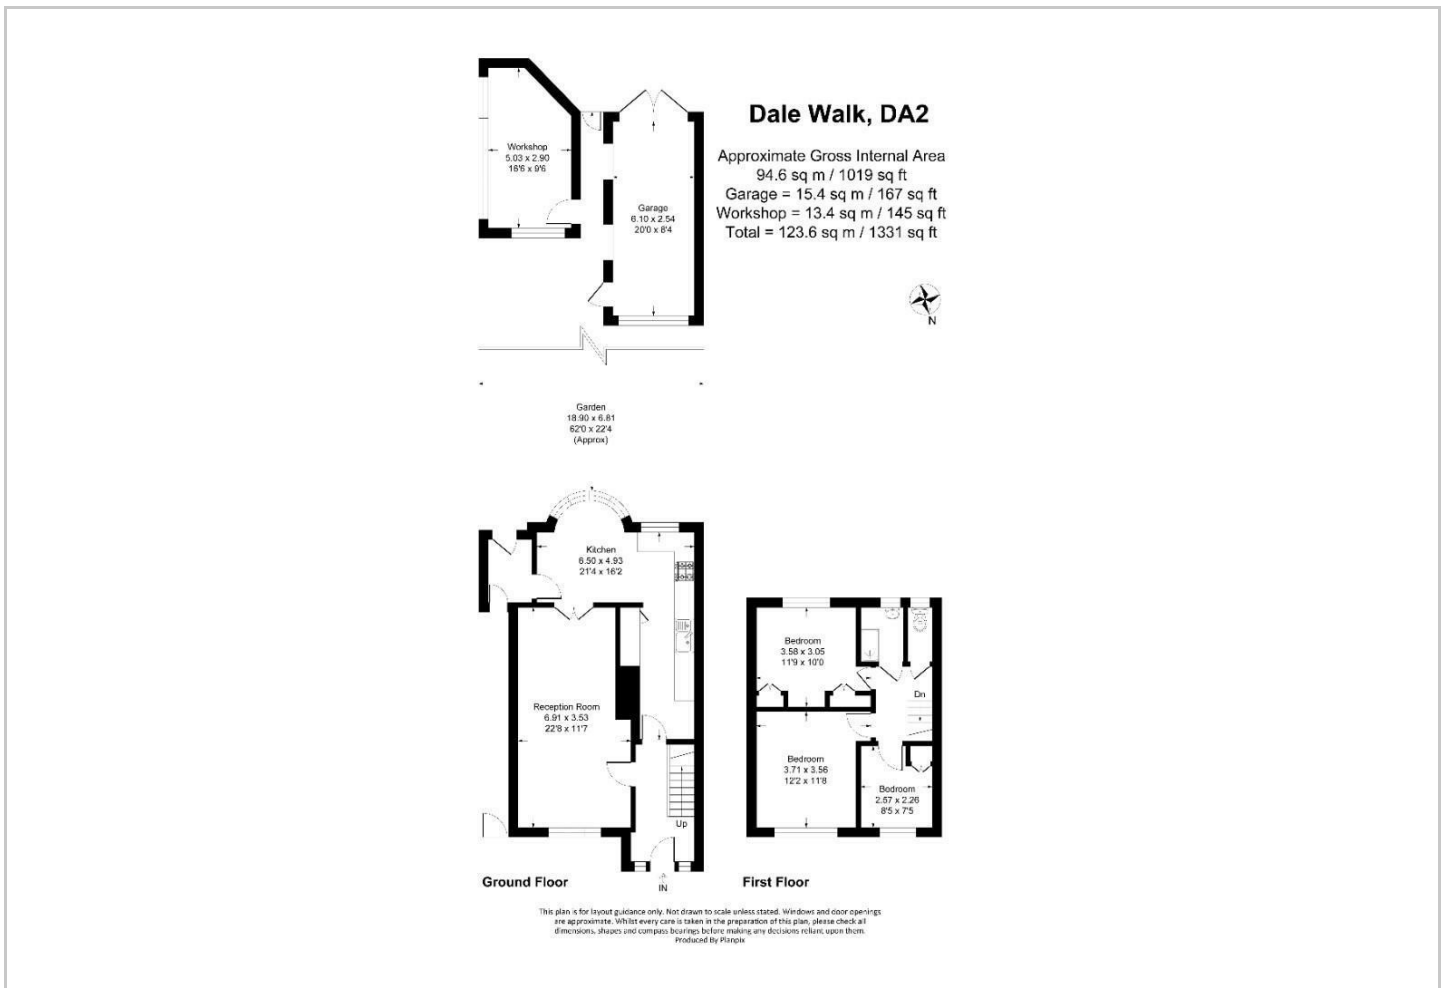 Dale Walk, DA2
Approximate Gross Internal Area
94.6 sq m / 1019 sq ft
Garage = 15.4 sq m / 167 sq ft
Workshop = 13.4 sq m / 145 sq ft
Total = 123.6 sq m / 1331 sq ft
N
Workshop
5.03 x 2.90
16'6 x 9'6
Garage
6.10 x 2.54
20'0 x 8'4
Garden
18.90 x 6.81
62'0 x 22'4
(Approx)
Kitchen
6.50 x 4.93
21'4 x 16'2
Reception Room
6.91 x 3.53
22'8 x 11'7
Up
IN
Ground Floor
Bedroom
3.58 x 3.05
11'9 x 10'0
Dn
Bedroom
3.71 x 3.56
12'2 x 11'8
Bedroom
2.57 x 2.26
8'5 x 7'5
First Floor
This plan is for layout guidance only. Not drawn to scale unless stated. Windows and door openings
are approximate. Whilst every care is taken in the preparation of this plan, please check all
dimensions, shapes and compass bearings before making any decisions reliant upon them.
Produced By Planpix